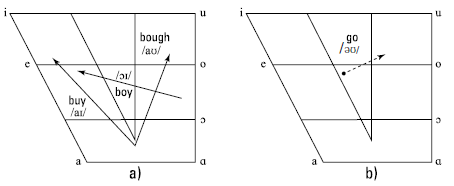 i u i u
bough go
/aʊ/ /əʊ/
e o e o
/ɔɪ/
boy
buy
/aɪ/
ɔ ɔ
a ɑ a ɑ
a) b)